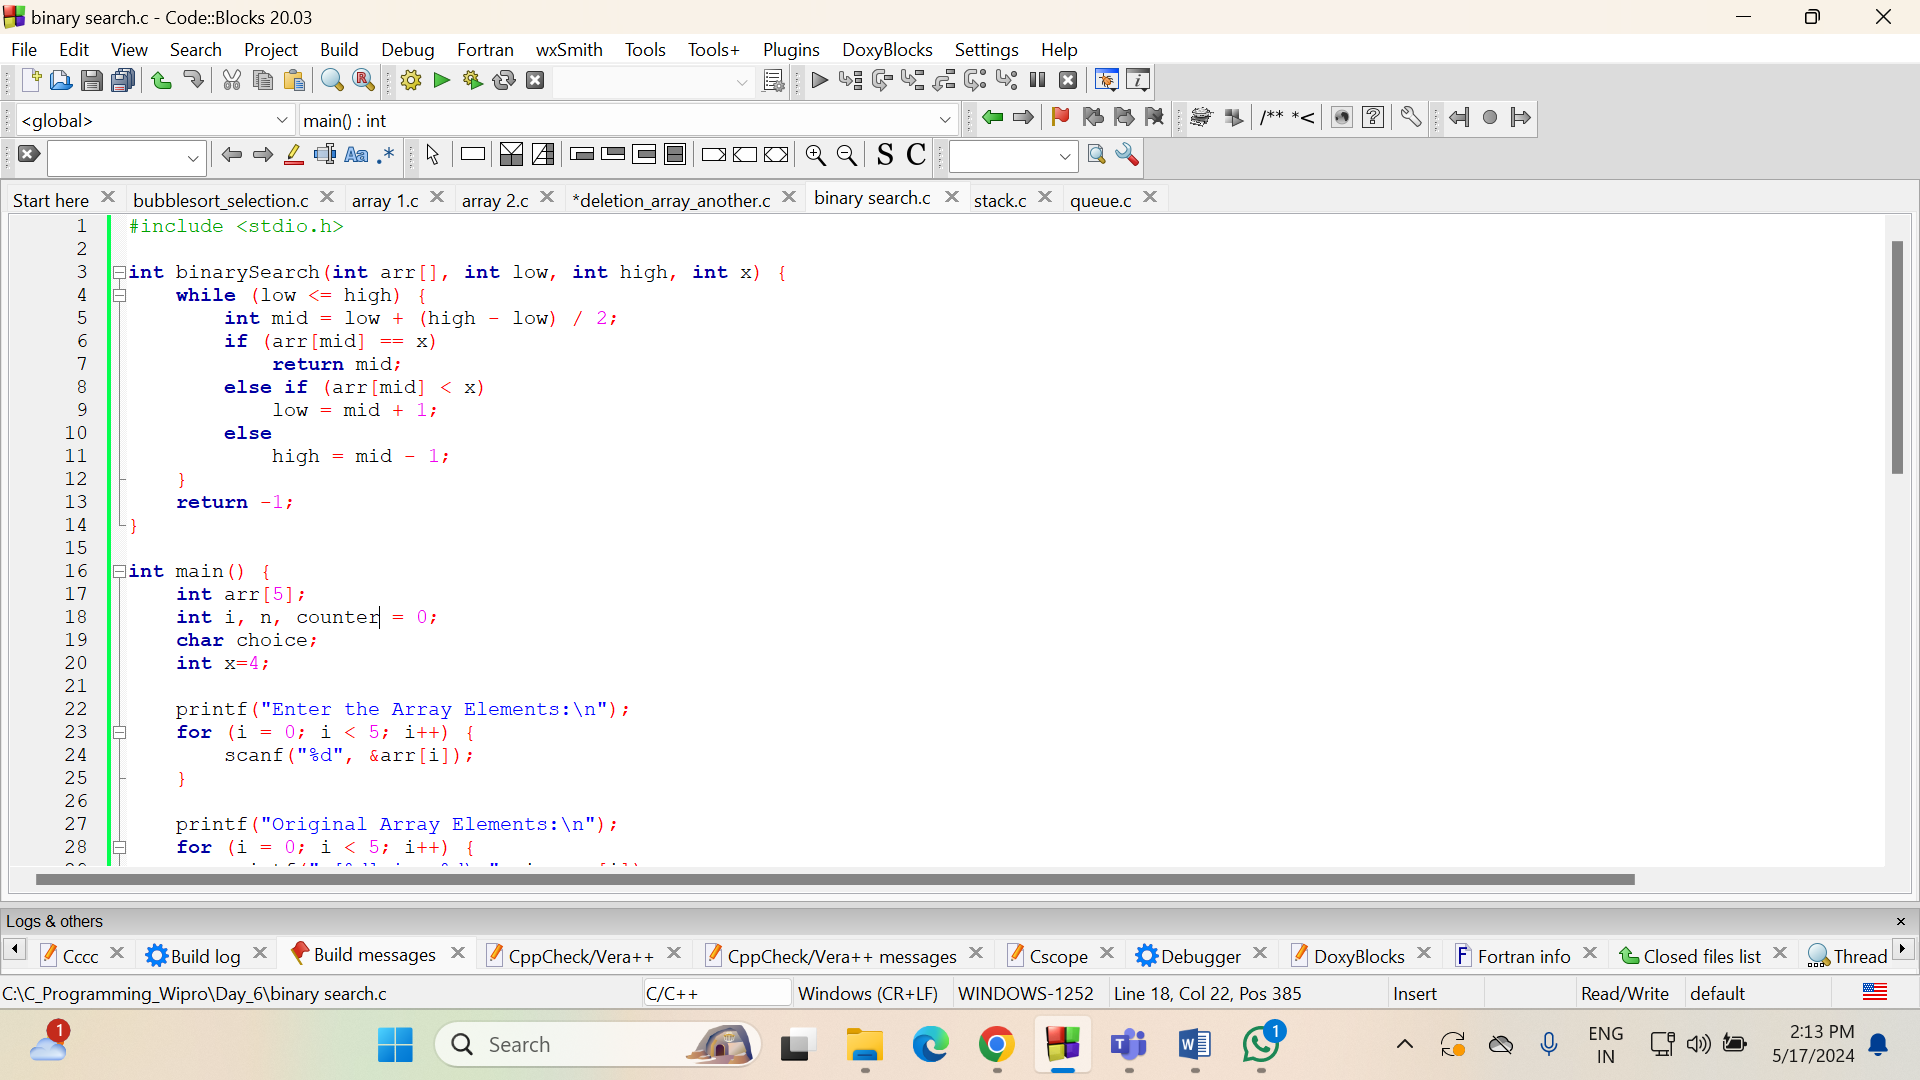 binary search.c - Code::Blocks 20.03
File Edit View Search Project Build Debug Fortran wxSmith Tools Tools+ Plugins DoxyBlocks Settings Help
<global> main() : int /** *<
Aa .* S C
Start here bubblesort_selection.c array 1.c array 2.c *deletion_array_another.c binary search.c stack.c queue.c
1 #include <stdio.h>
2
3 int binarySearch(int arr[], int low, int high, int x) {
4 while (low <= high) {
5 int mid = low + (high - low) / 2;
6 if (arr[mid] == x)
7 return mid;
8 else if (arr[mid] < x)
9 low = mid + 1;
10 else
11 high = mid - 1;
12 }
13 return -1;
14 }
15
16 int main() {
17 int arr[5];
18 int i, n, counter = 0;
19 char choice;
20 int x=4;
21
22 printf("Enter the Array Elements:\n");
23 for (i = 0; i < 5; i++) {
24 scanf("%d", &arr[i]);
25 }
26
27 printf("Original Array Elements:\n");
28 for (i = 0; i < 5; i++) {
Logs & others
Cccc Build log Build messages CppCheck/Vera++ CppCheck/Vera++ messages Cscope Debugger DoxyBlocks Fortran info Closed files list Thread
C:\C_Programming_Wipro\Day_6\binary search.c C/C++ Windows (CR+LF) WINDOWS-1252 Line 18, Col 22, Pos 385 Insert Read/Write default
1 Search 1 ENG IN 2:13 PM 5/17/2024